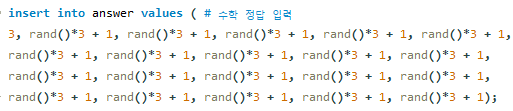 insert into answer values ( # 수학 정답 입력
3, rand()*3 + 1, rand()*3 + 1, rand()*3 + 1, rand()*3 + 1, rand()*3 + 1,
rand()*3 + 1, rand()*3 + 1, rand()*3 + 1, rand()*3 + 1, rand()*3 + 1,
rand()*3 + 1, rand()*3 + 1, rand()*3 + 1, rand()*3 + 1, rand()*3 + 1,
rand()*3 + 1, rand()*3 + 1, rand()*3 + 1, rand()*3 + 1, rand()*3 + 1);